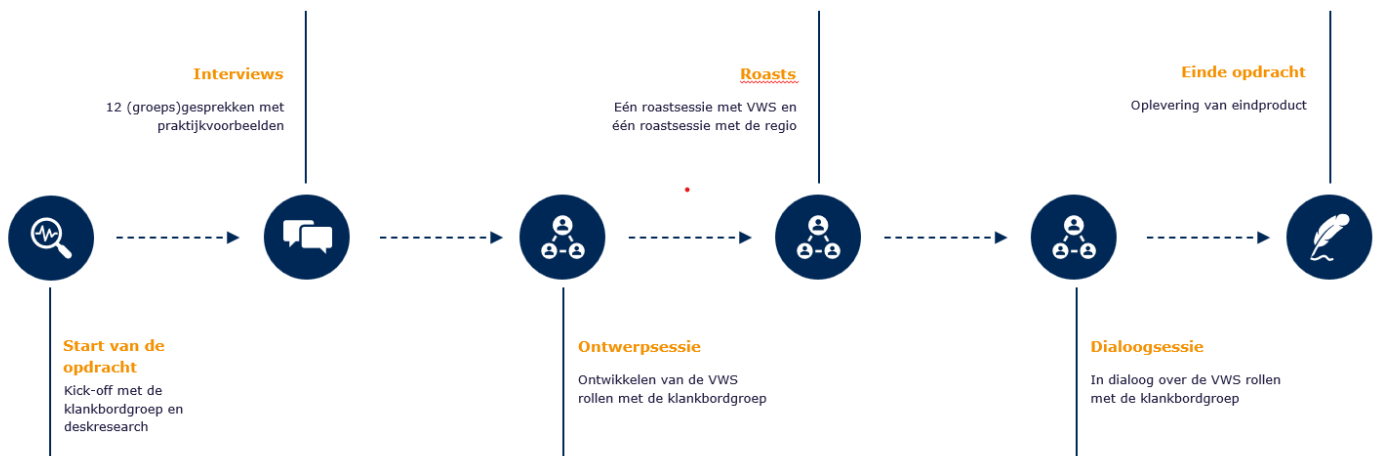 Start van de
opdracht
Kick-off met de
klankbordgroep en
deskresearch
Interviews
12 (groeps)gesprekken met
praktijkvoorbeelden
Ontwerpsessie
Ontwikkelen van de VWS
rollen met de klankbordgroep
Roasts
Eén roastsessie met VWS en
één roastsessie met de regio
Dialoogsessie
In dialoog over de VWS rollen
met de klankbordgroep
Einde opdracht
Oplevering van eindproduct